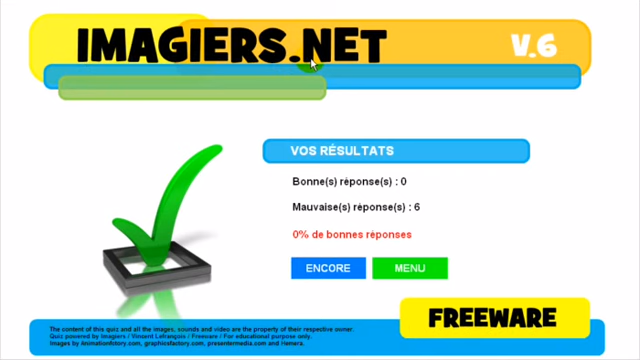 IMAGIERS.NET
V.6
VOS RÉSULTATS
Bonne(s) réponse(s) : 0
Mauvaise(s) réponse(s) : 6
0% de bonnes réponses
ENCORE
MENU
FREEWARE
The content of this quiz and all the images, sounds and video are the property of their respective owner.
Quiz powered by Imagiers / Vincent Lefrançois / Freeware / For educational purpose only.
Images by Animationfctory.com, graphicsfactory.com, presentermedia.com and